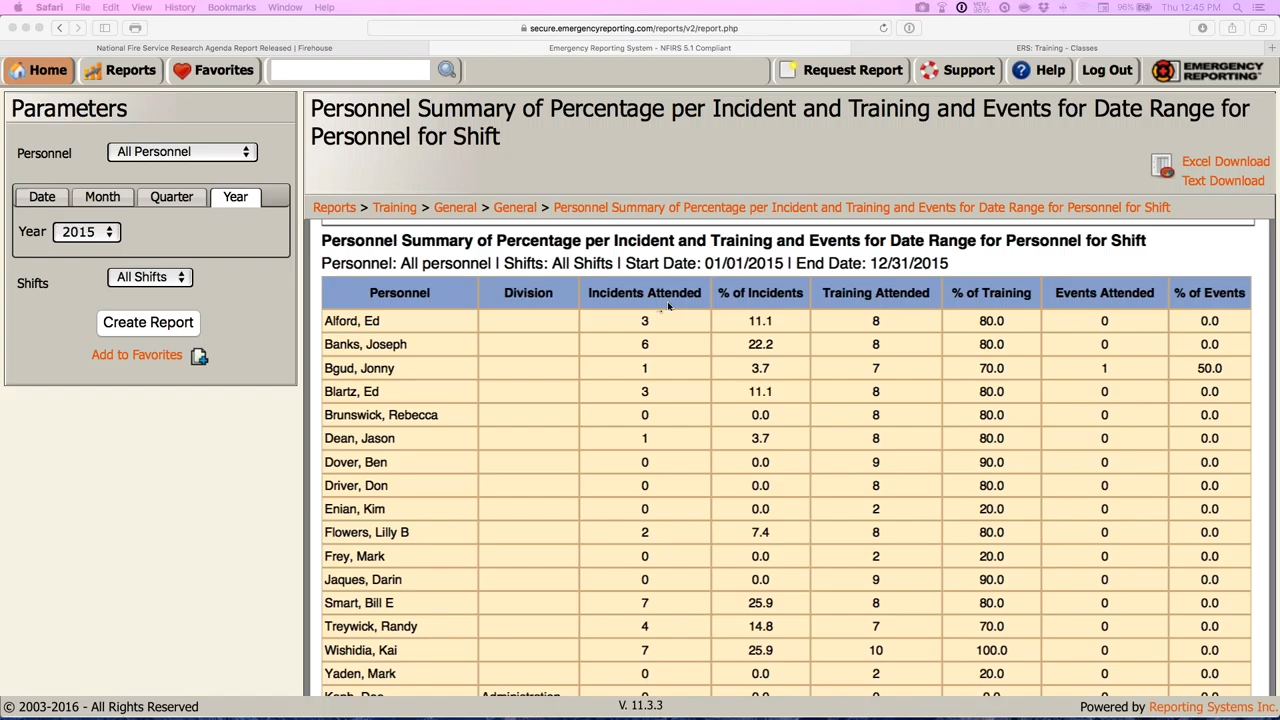 Safari File Edit View History Bookmarks Window Help 96% Thu 12:45 PM
secure.emergencyreporting.com/reports/v2/report.php
National Fire Service Research Agenda Report Released | Firehouse Emergency Reporting System - NFIRS 5.1 Compliant ERS: Training - Classes
Home Reports Favorites Request Report Support Help Log Out EMERGENCY REPORTING
Parameters
Personnel All Personnel
Date Month Quarter Year
Year 2015
Shifts All Shifts
Create Report
Add to Favorites
Personnel Summary of Percentage per Incident and Training and Events for Date Range for
Personnel for Shift
Excel Download
Text Download
Reports > Training > General > General > Personnel Summary of Percentage per Incident and Training and Events for Date Range for Personnel for Shift
Personnel Summary of Percentage per Incident and Training and Events for Date Range for Personnel for Shift
Personnel: All personnel | Shifts: All Shifts | Start Date: 01/01/2015 | End Date: 12/31/2015
Personnel Division Incidents Attended % of Incidents Training Attended % of Training Events Attended % of Events
Alford, Ed 3 11.1 8 80.0 0 0.0
Banks, Joseph 6 22.2 8 80.0 0 0.0
Bgud, Jonny 1 3.7 7 70.0 1 50.0
Blartz, Ed 3 11.1 8 80.0 0 0.0
Brunswick, Rebecca 0 0.0 8 80.0 0 0.0
Dean, Jason 1 3.7 8 80.0 0 0.0
Dover, Ben 0 0.0 9 90.0 0 0.0
Driver, Don 0 0.0 8 80.0 0 0.0
Enian, Kim 0 0.0 2 20.0 0 0.0
Flowers, Lilly B 2 7.4 8 80.0 0 0.0
Frey, Mark 0 0.0 2 20.0 0 0.0
Jaques, Darin 0 0.0 9 90.0 0 0.0
Smart, Bill E 7 25.9 8 80.0 0 0.0
Treywick, Randy 4 14.8 7 70.0 0 0.0
Wishidia, Kai 7 25.9 10 100.0 0 0.0
Yaden, Mark 0 0.0 2 20.0 0 0.0
© 2003-2016 - All Rights Reserved V. 11.3.3 Powered by Reporting Systems Inc.